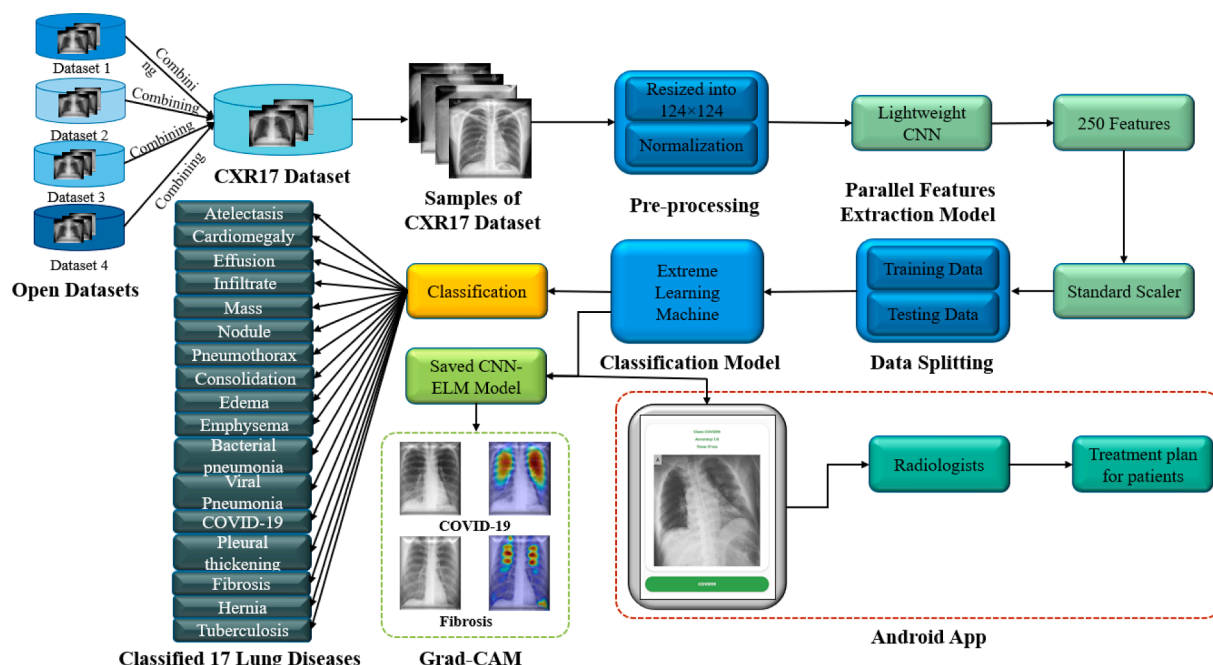 Dataset 1
Dataset 2
Dataset 3
Dataset 4
Open Datasets
Combini
ng
Combining
Combining
Combining
CXR17 Dataset
Samples of
CXR17 Dataset
Resized into
124×124
Normalization
Pre-processing
Lightweight
CNN
Parallel Features
Extraction Model
250 Features
Standard Scaler
Training Data
Testing Data
Data Splitting
Extreme
Learning
Machine
Classification Model
Classification
Saved CNN-
ELM Model
Atelectasis
Cardiomegaly
Effusion
Infiltrate
Mass
Nodule
Pneumothorax
Consolidation
Edema
Emphysema
Bacterial
pneumonia
Viral
Pneumonia
COVID-19
Pleural
thickening
Fibrosis
Hernia
Tuberculosis
Classified 17 Lung Diseases
COVID-19
Fibrosis
Grad-CAM
A
Radiologists
Treatment plan
for patients
Android App